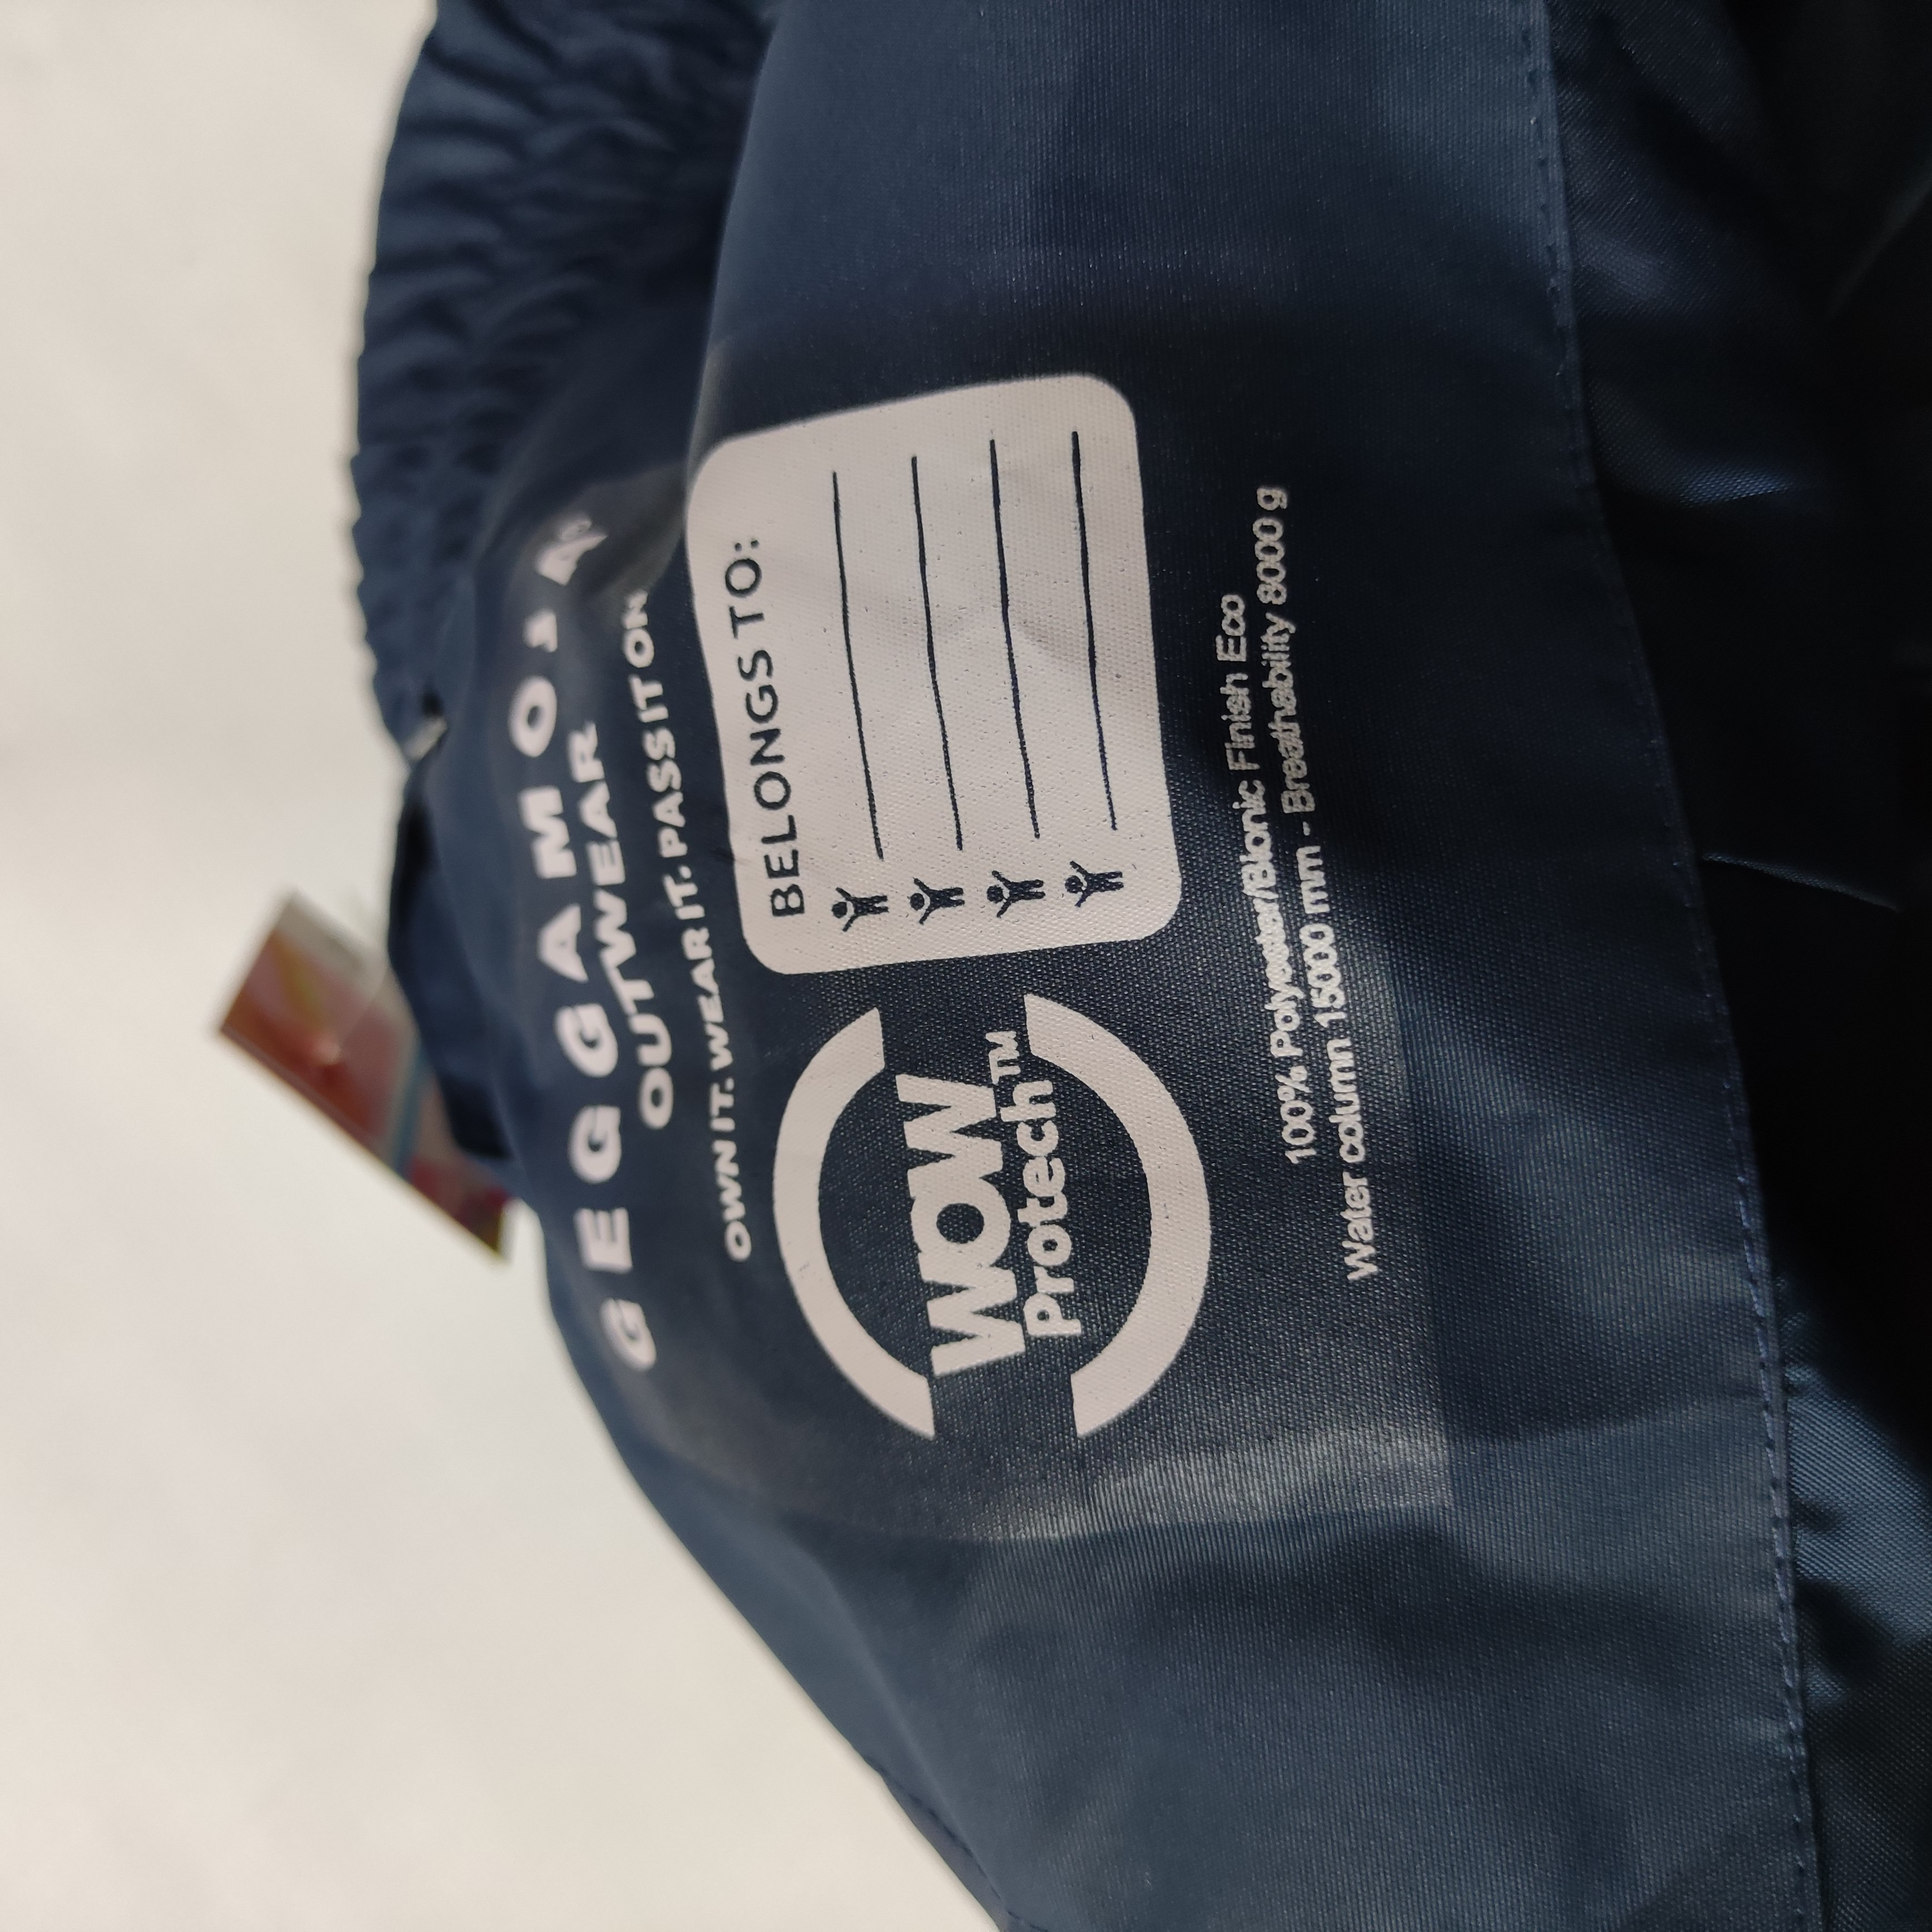 GEGGAMOJA
OUTWEAR
OWN IT. WEAR IT. PASS IT ON
WOW
Protech™
BELONGS TO:
100% Polyester/Bionic Finish Eco
Water column 15000 mm - Breathability 8000 g